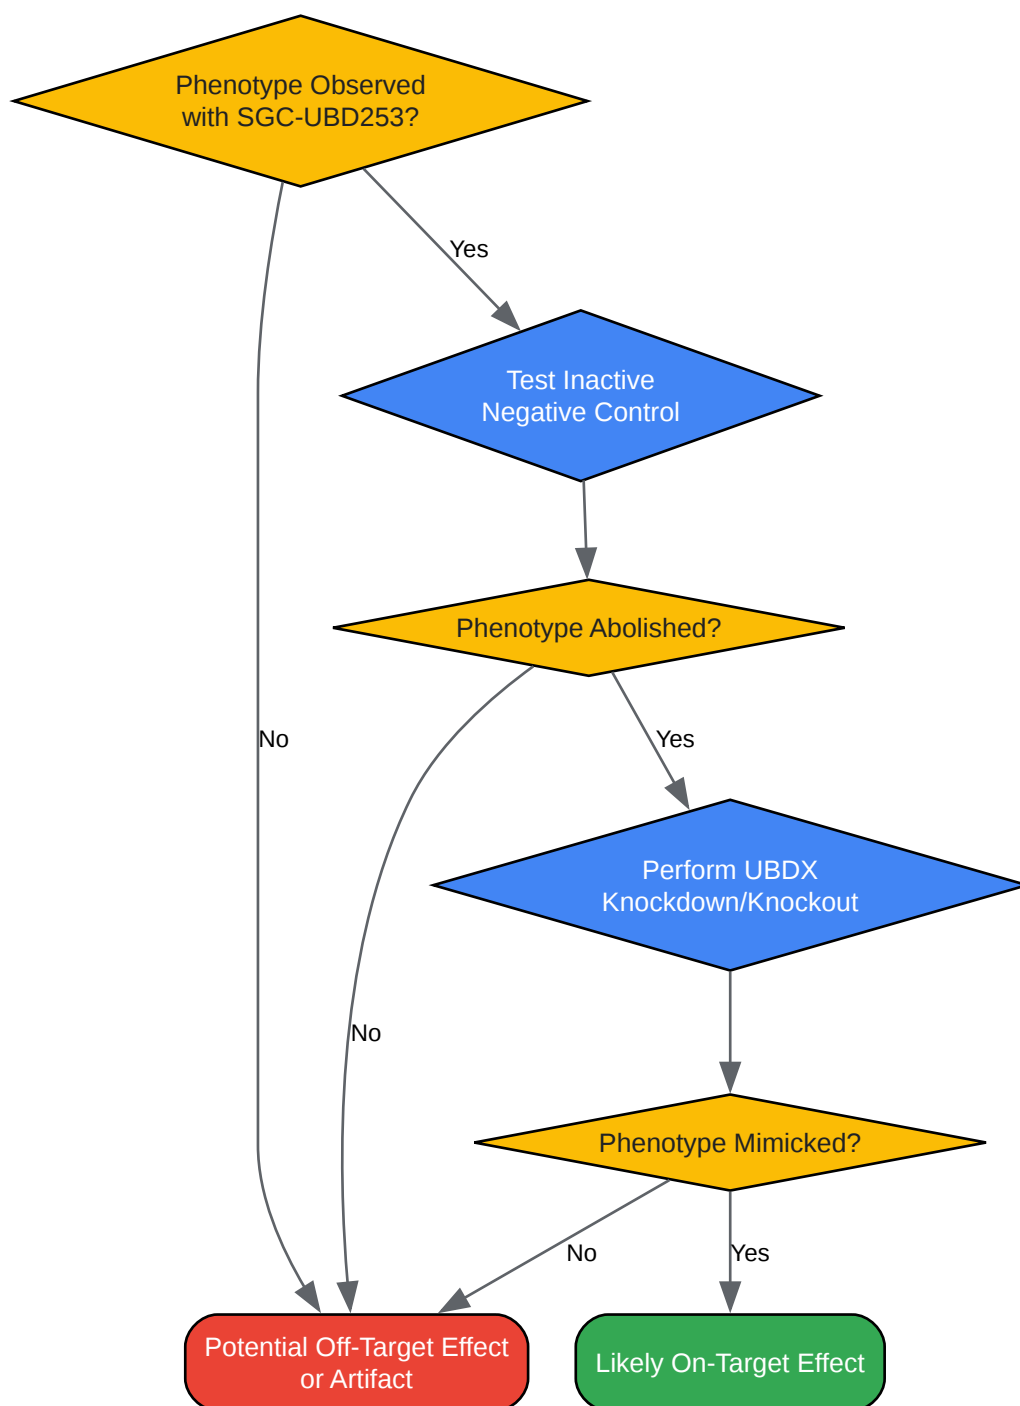 Phenotype Observed
with SGC-UBD253?
Yes
Test Inactive
Negative Control
Phenotype Abolished?
No
Yes
Perform UBDX
Knockdown/Knockout
No
Phenotype Mimicked?
No
Yes
Potential Off-Target Effect
or Artifact
Likely On-Target Effect